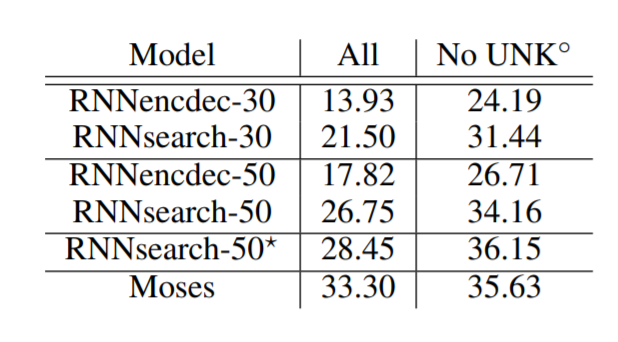 Model All No UNK°
RNNencdec-30 13.93 24.19
RNNsearch-30 21.50 31.44
RNNencdec-50 17.82 26.71
RNNsearch-50 26.75 34.16
RNNsearch-50⋆ 28.45 36.15
Moses 33.30 35.63